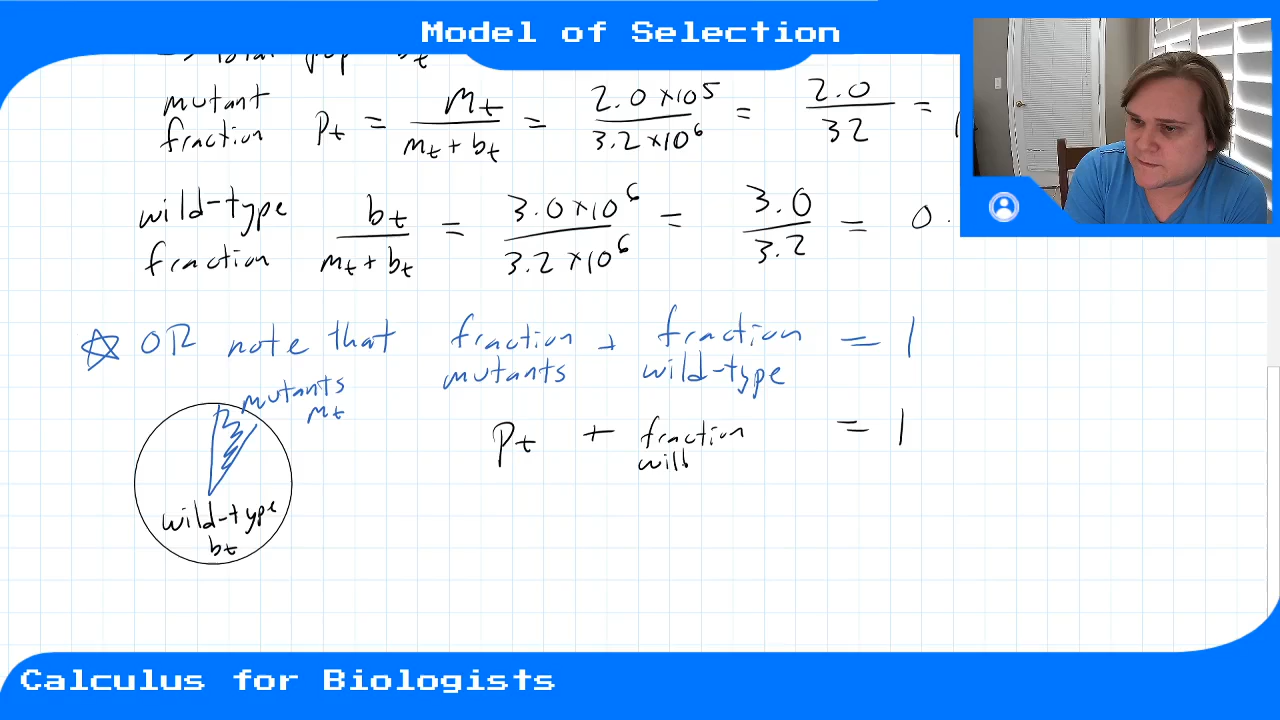 Model of Selection
mutant
fraction pt = mt / mt + bt = 2.0 ×10^5 / 3.2 ×10^6 = 2.0 / 32 =
wild-type
fraction bt / mt + bt = 3.0 ×10^6 / 3.2 ×10^6 = 3.0 / 3.2 = 0.
☆ OR note that fraction mutants + fraction wild-type = 1
mutants
mt
pt + fraction = 1
wild-type
bt
Calculus for Biologists